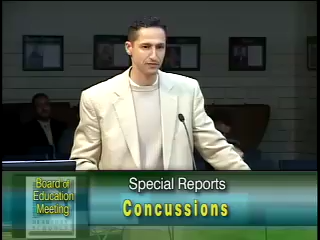 Board of
Education
Meeting
Special Reports
Concussions